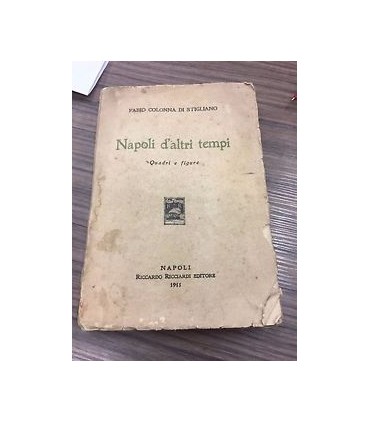 FABIO COLONNA DI STIGLIANO
Napoli d'altri tempi
Quadri e figure
NAPOLI
RICCARDO RICCIARDI EDITORE
1911